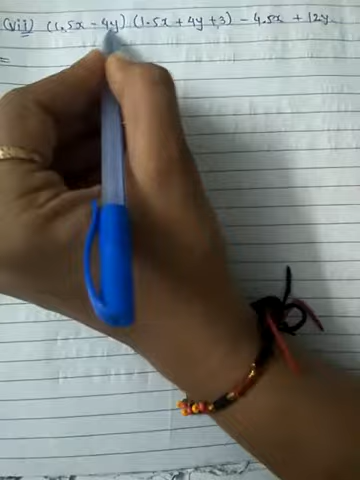 (vii) (1.5x - 4y) (1.5x + 4y + 3) - 4.5x + 12y
=